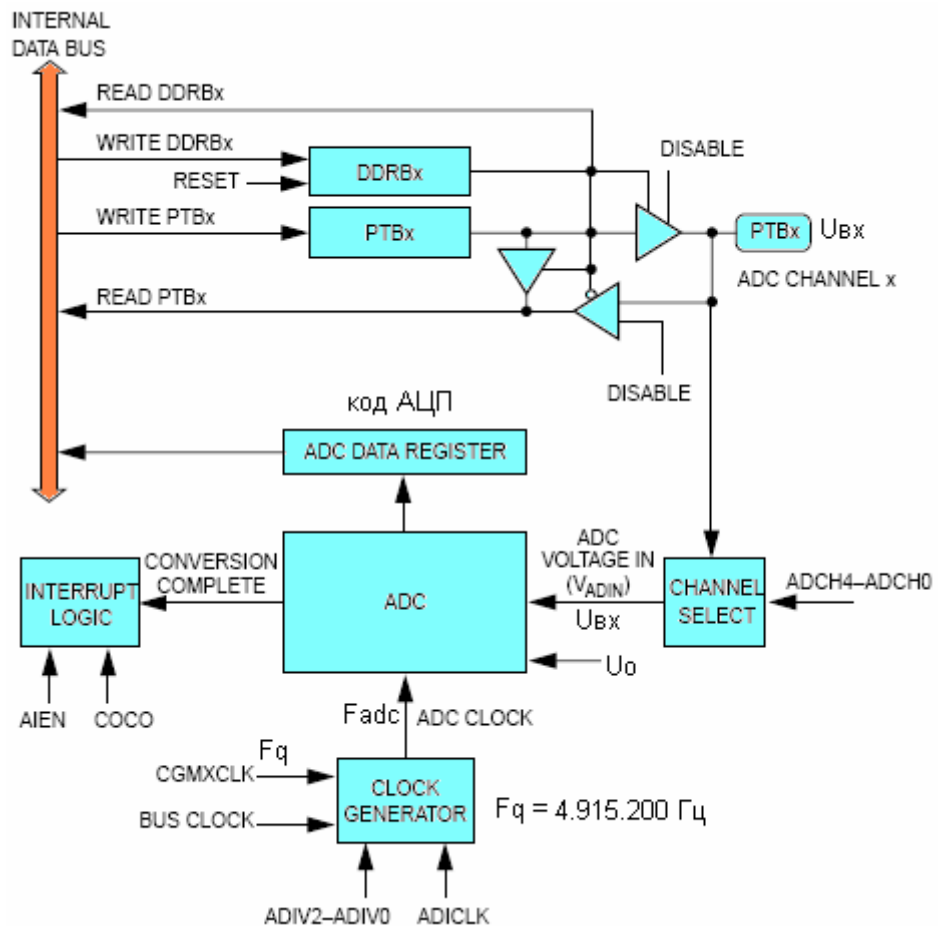 INTERNAL
DATA BUS
READ DDRBx
WRITE DDRBx
DISABLE
RESET
DDRBx
WRITE PTBx
PTBx
PTBx Uвх
ADC CHANNEL x
READ PTBx
DISABLE
код АЦП
ADC DATA REGISTER
CONVERSION
COMPLETE
INTERRUPT
LOGIC
ADC
ADC
VOLTAGE IN
(VADIN)
Uвх
CHANNEL
SELECT
ADCH4–ADCH0
Uo
AIEN
COCO
Fadc ADC CLOCK
Fq
CGMXCLK
CLOCK
GENERATOR
Fq = 4.915.200 Гц
BUS CLOCK
ADIV2–ADIV0
ADICLK